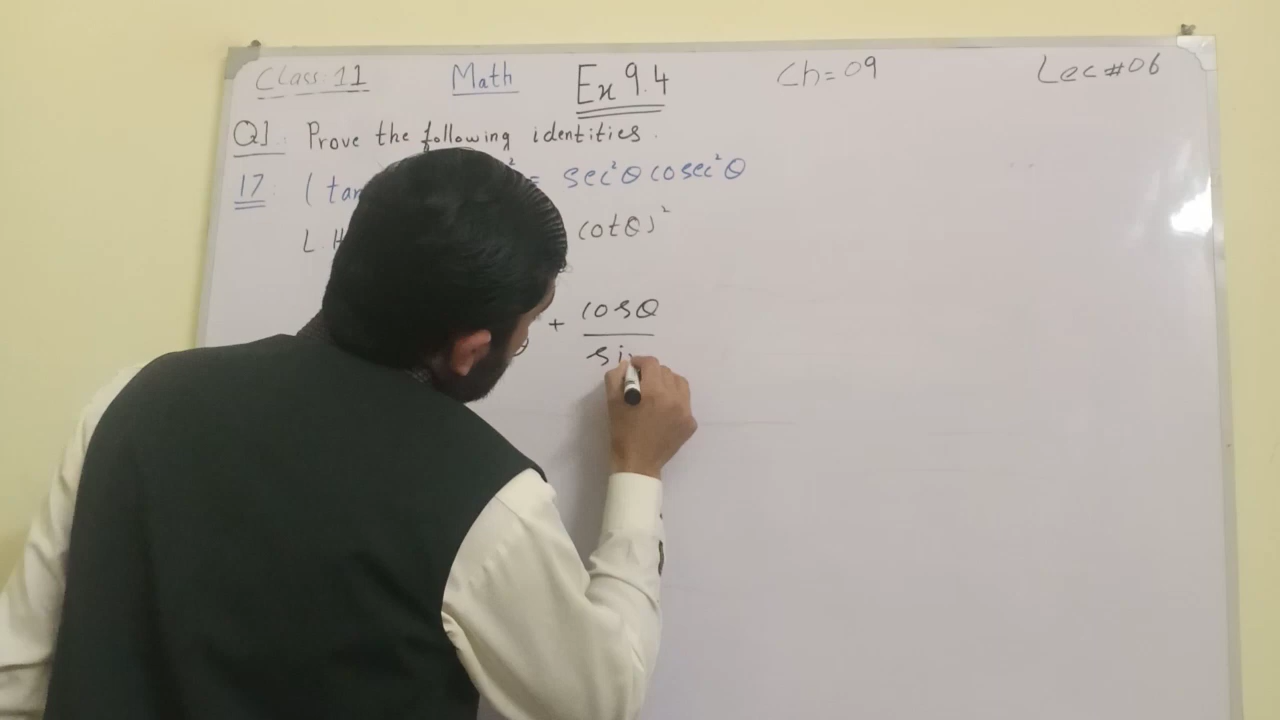 Class:11 Math Ex 9.4 Ch=09 Lec#06
Q1. Prove the following identities.
17: ( ² = sec²θ cosec²θ
L.H cotθ)²
+ cosθ